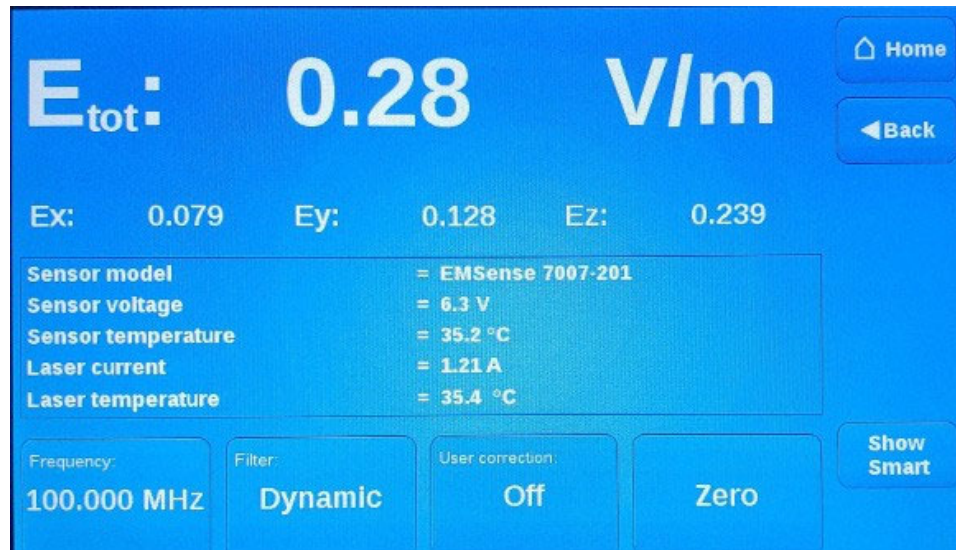 Etot: 0.28 V/m
Home
Back
Ex: 0.079 Ey: 0.128 Ez: 0.239
Sensor model = EMSense 7007-201
Sensor voltage = 6.3 V
Sensor temperature = 35.2 °C
Laser current = 1.21 A
Laser temperature = 35.4 °C
Frequency:
100.000 MHz
Filter:
Dynamic
User correction:
Off
Zero
Show
Smart